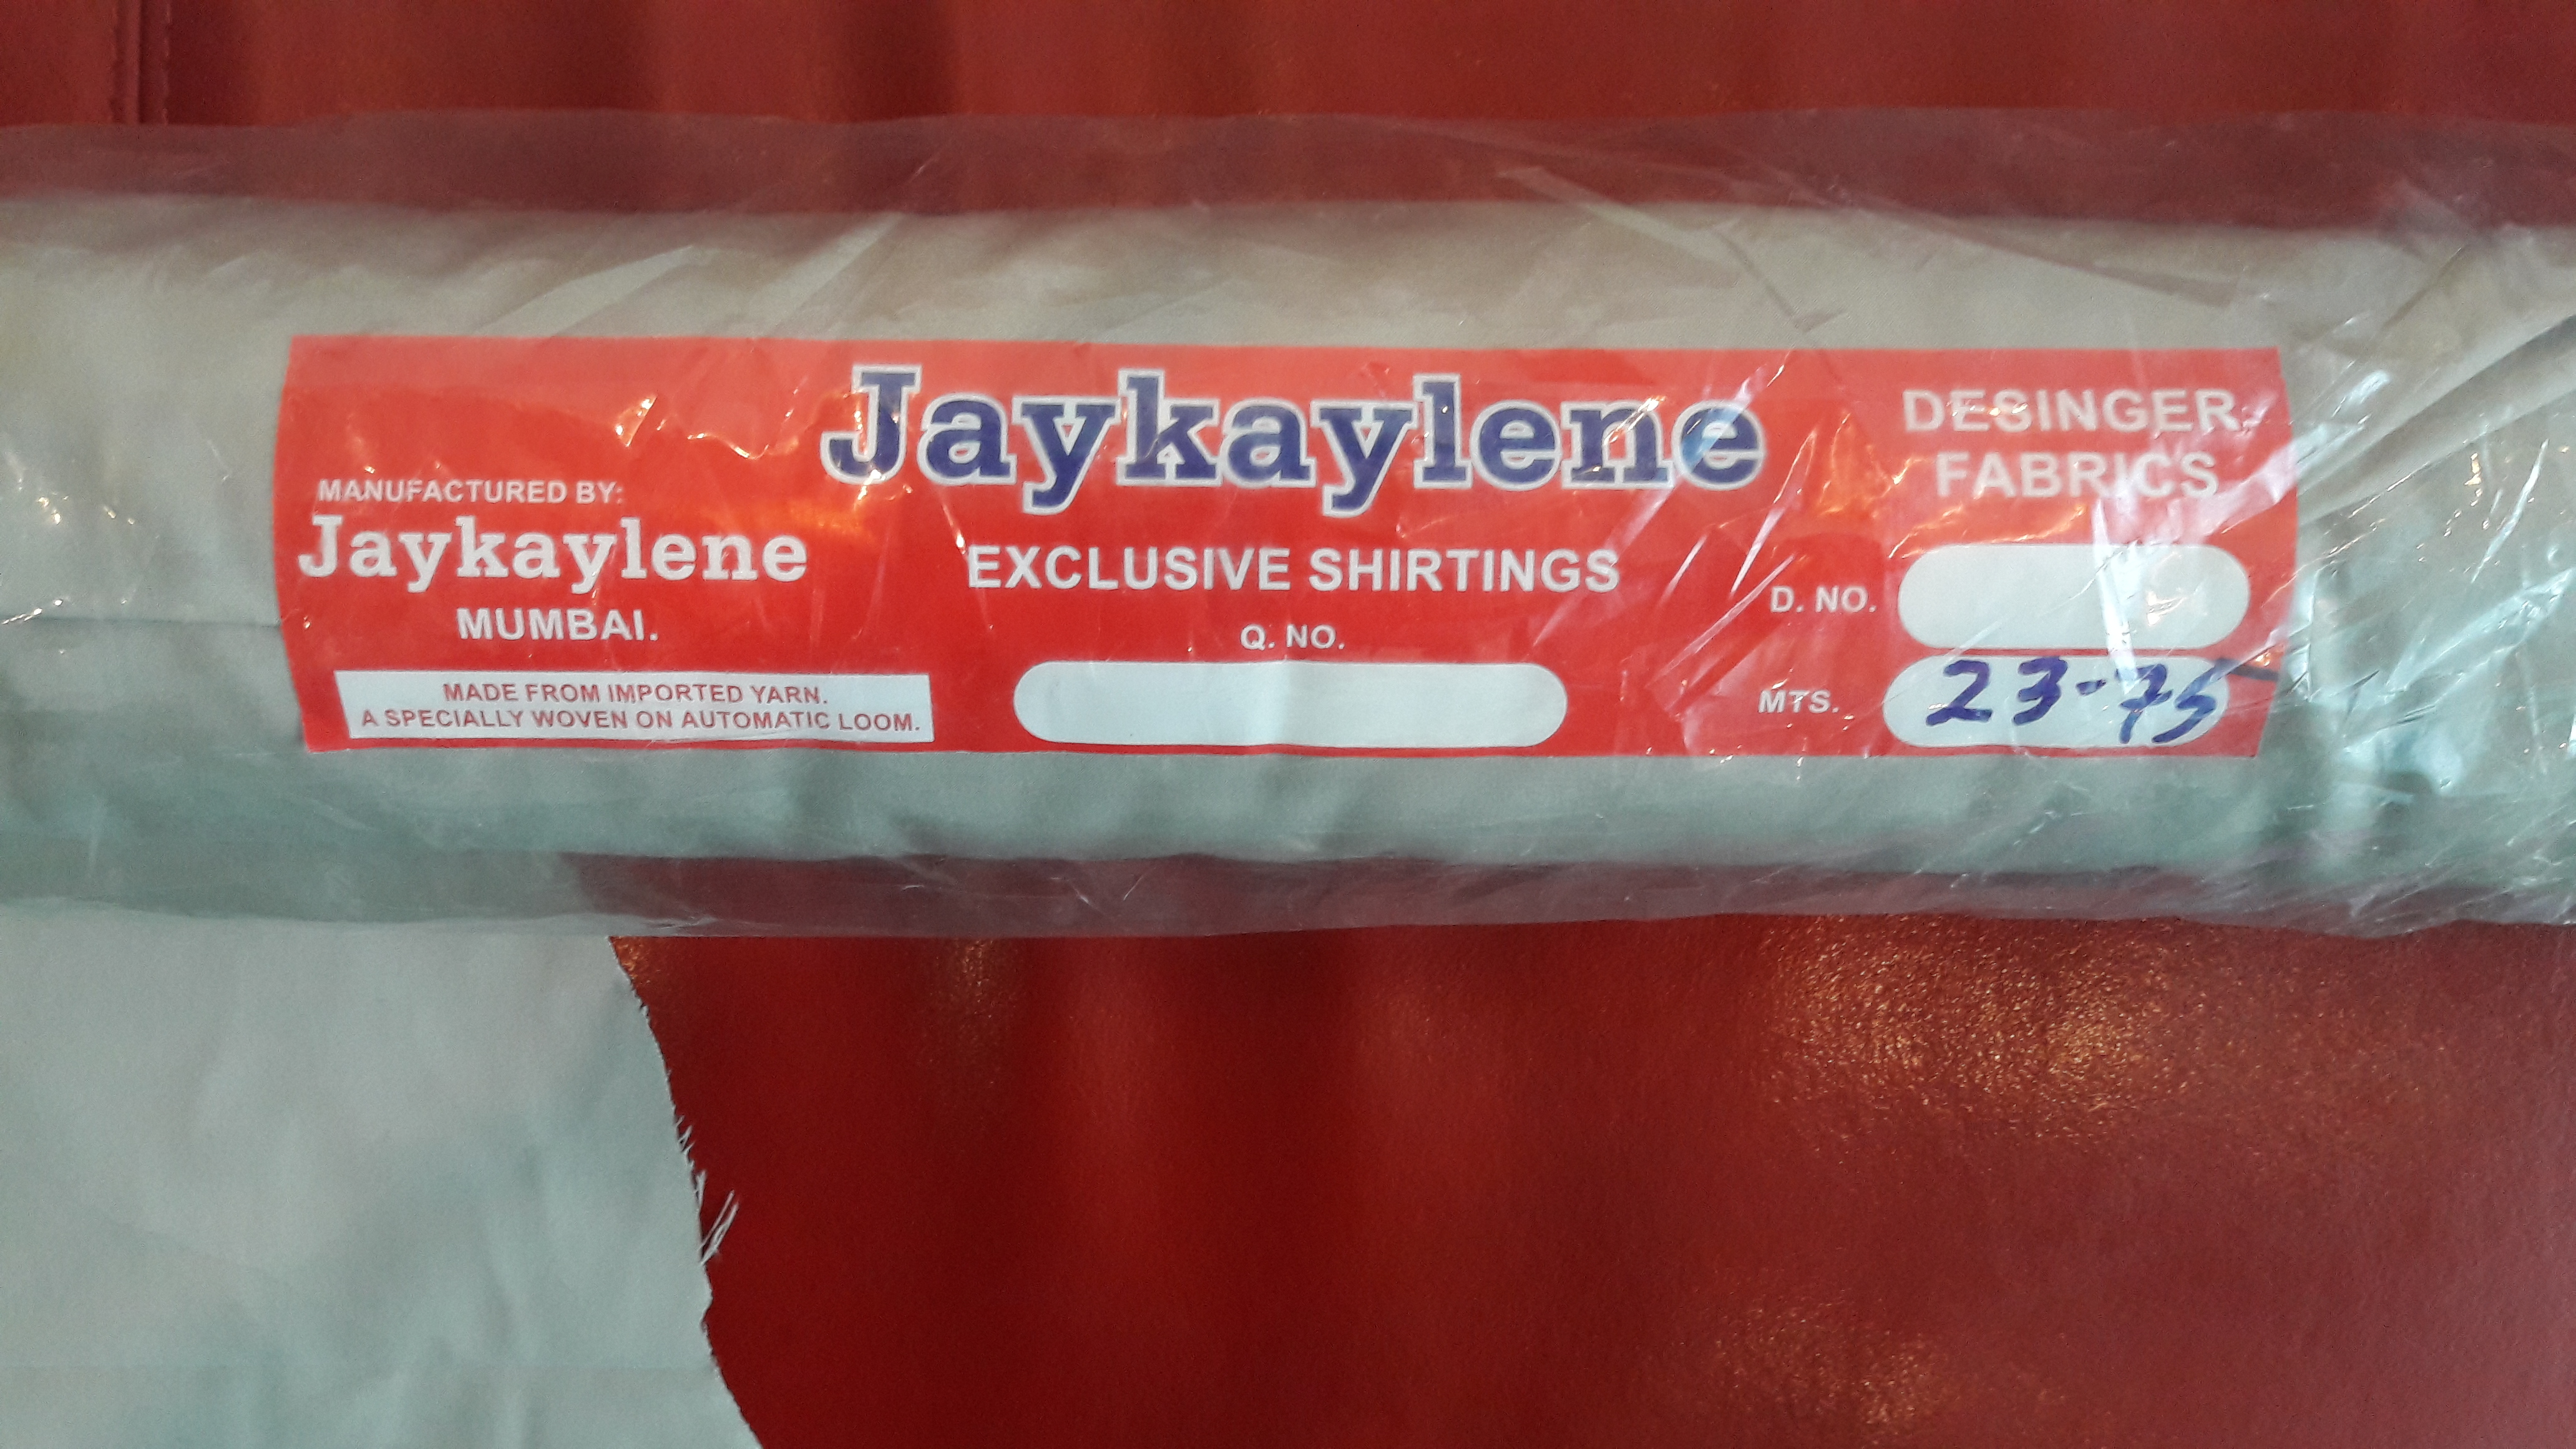 Jaykaylene
DESINGER
FABRICS
MANUFACTURED BY:
Jaykaylene
MUMBAI.
EXCLUSIVE SHIRTINGS
Q. NO.
D. NO.
MTS. 23-75
MADE FROM IMPORTED YARN.
A SPECIALLY WOVEN ON AUTOMATIC LOOM.